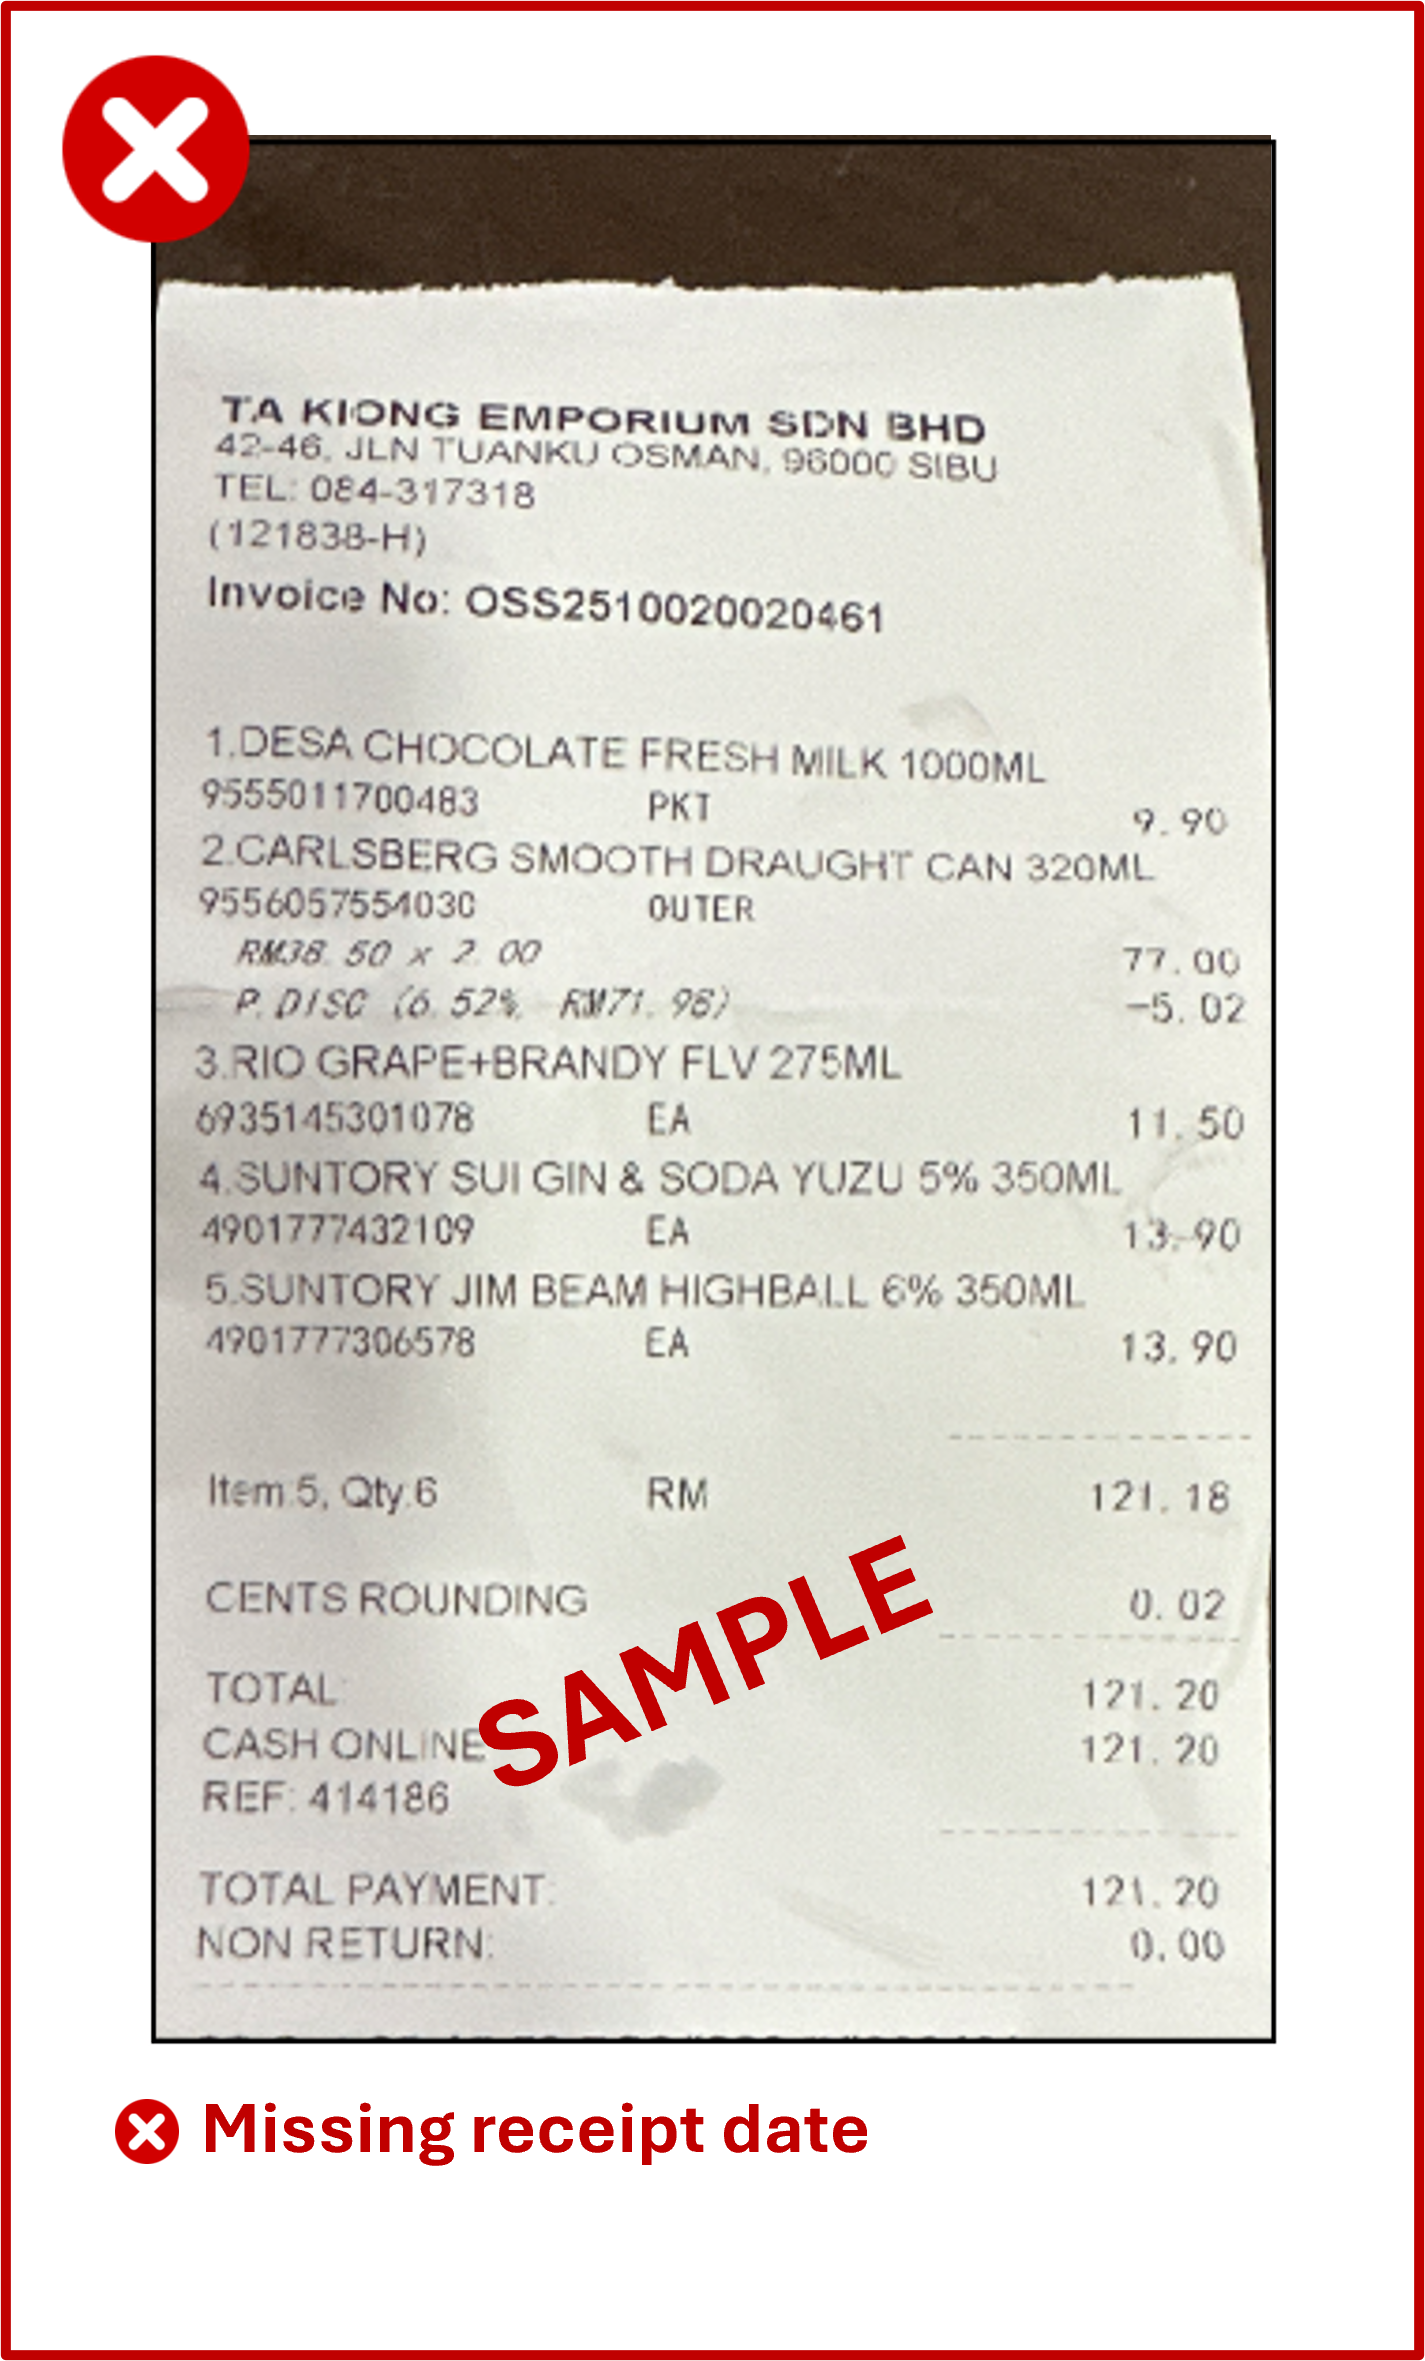 TA KIONG EMPORIUM SDN BHD
42-46, JLN TUANKU OSMAN, 96000 SIBU
TEL: 084-317318
(121838-H)
Invoice No: OSS2510020020461
1.DESA CHOCOLATE FRESH MILK 1000ML
9555011700483 PKT 9.90
2.CARLSBERG SMOOTH DRAUGHT CAN 320ML
9556057554030 OUTER
RM38.50 x 2.00 77.00
P.DISC (6.52%, RM71.98) -5.02
3.RIO GRAPE+BRANDY FLV 275ML
6935145301078 EA 11.50
4.SUNTORY SUI GIN & SODA YUZU 5% 350ML
4901777432109 EA 13.90
5.SUNTORY JIM BEAM HIGHBALL 6% 350ML
4901777306578 EA 13.90
Item:5, Qty:6 RM 121.18
CENTS ROUNDING 0.02
TOTAL: 121.20
CASH ONLINE 121.20
REF: 414186
SAMPLE
TOTAL PAYMENT: 121.20
NON RETURN: 0.00
Missing receipt date